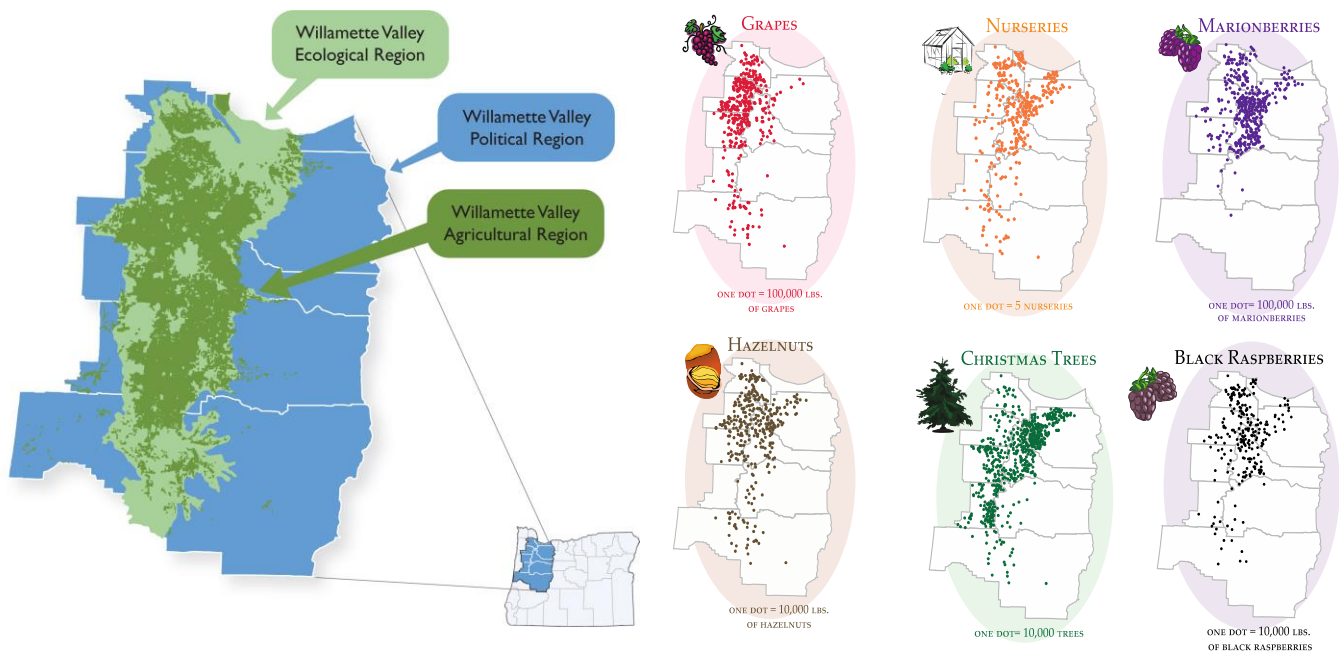 Willamette Valley
Ecological Region
Willamette Valley
Political Region
Willamette Valley
Agricultural Region
GRAPES
ONE DOT = 100,000 LBS.
OF GRAPES
NURSERIES
ONE DOT = 5 NURSERIES
MARIONBERRIES
ONE DOT= 100,000 LBS.
OF MARIONBERRIES
HAZELNUTS
ONE DOT = 10,000 LBS.
OF HAZELNUTS
CHRISTMAS TREES
ONE DOT= 10,000 TREES
BLACK RASPBERRIES
ONE DOT = 10,000 LBS.
OF BLACK RASPBERRIES